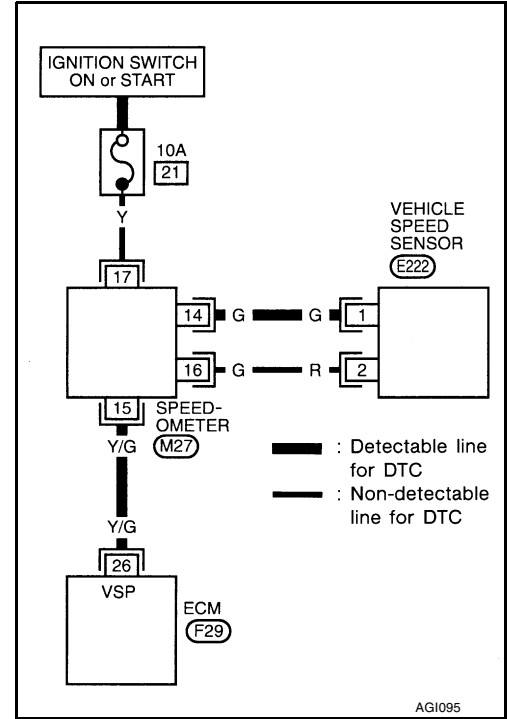 IGNITION SWITCH
ON or START
10A
21
Y
17
VEHICLE
SPEED
SENSOR
E222
14
G
G
1
16
G
R
2
15
SPEED-
OMETER
M27
Y/G
: Detectable line
for DTC
: Non-detectable
line for DTC
Y/G
26
VSP
ECM
F29
AGI095